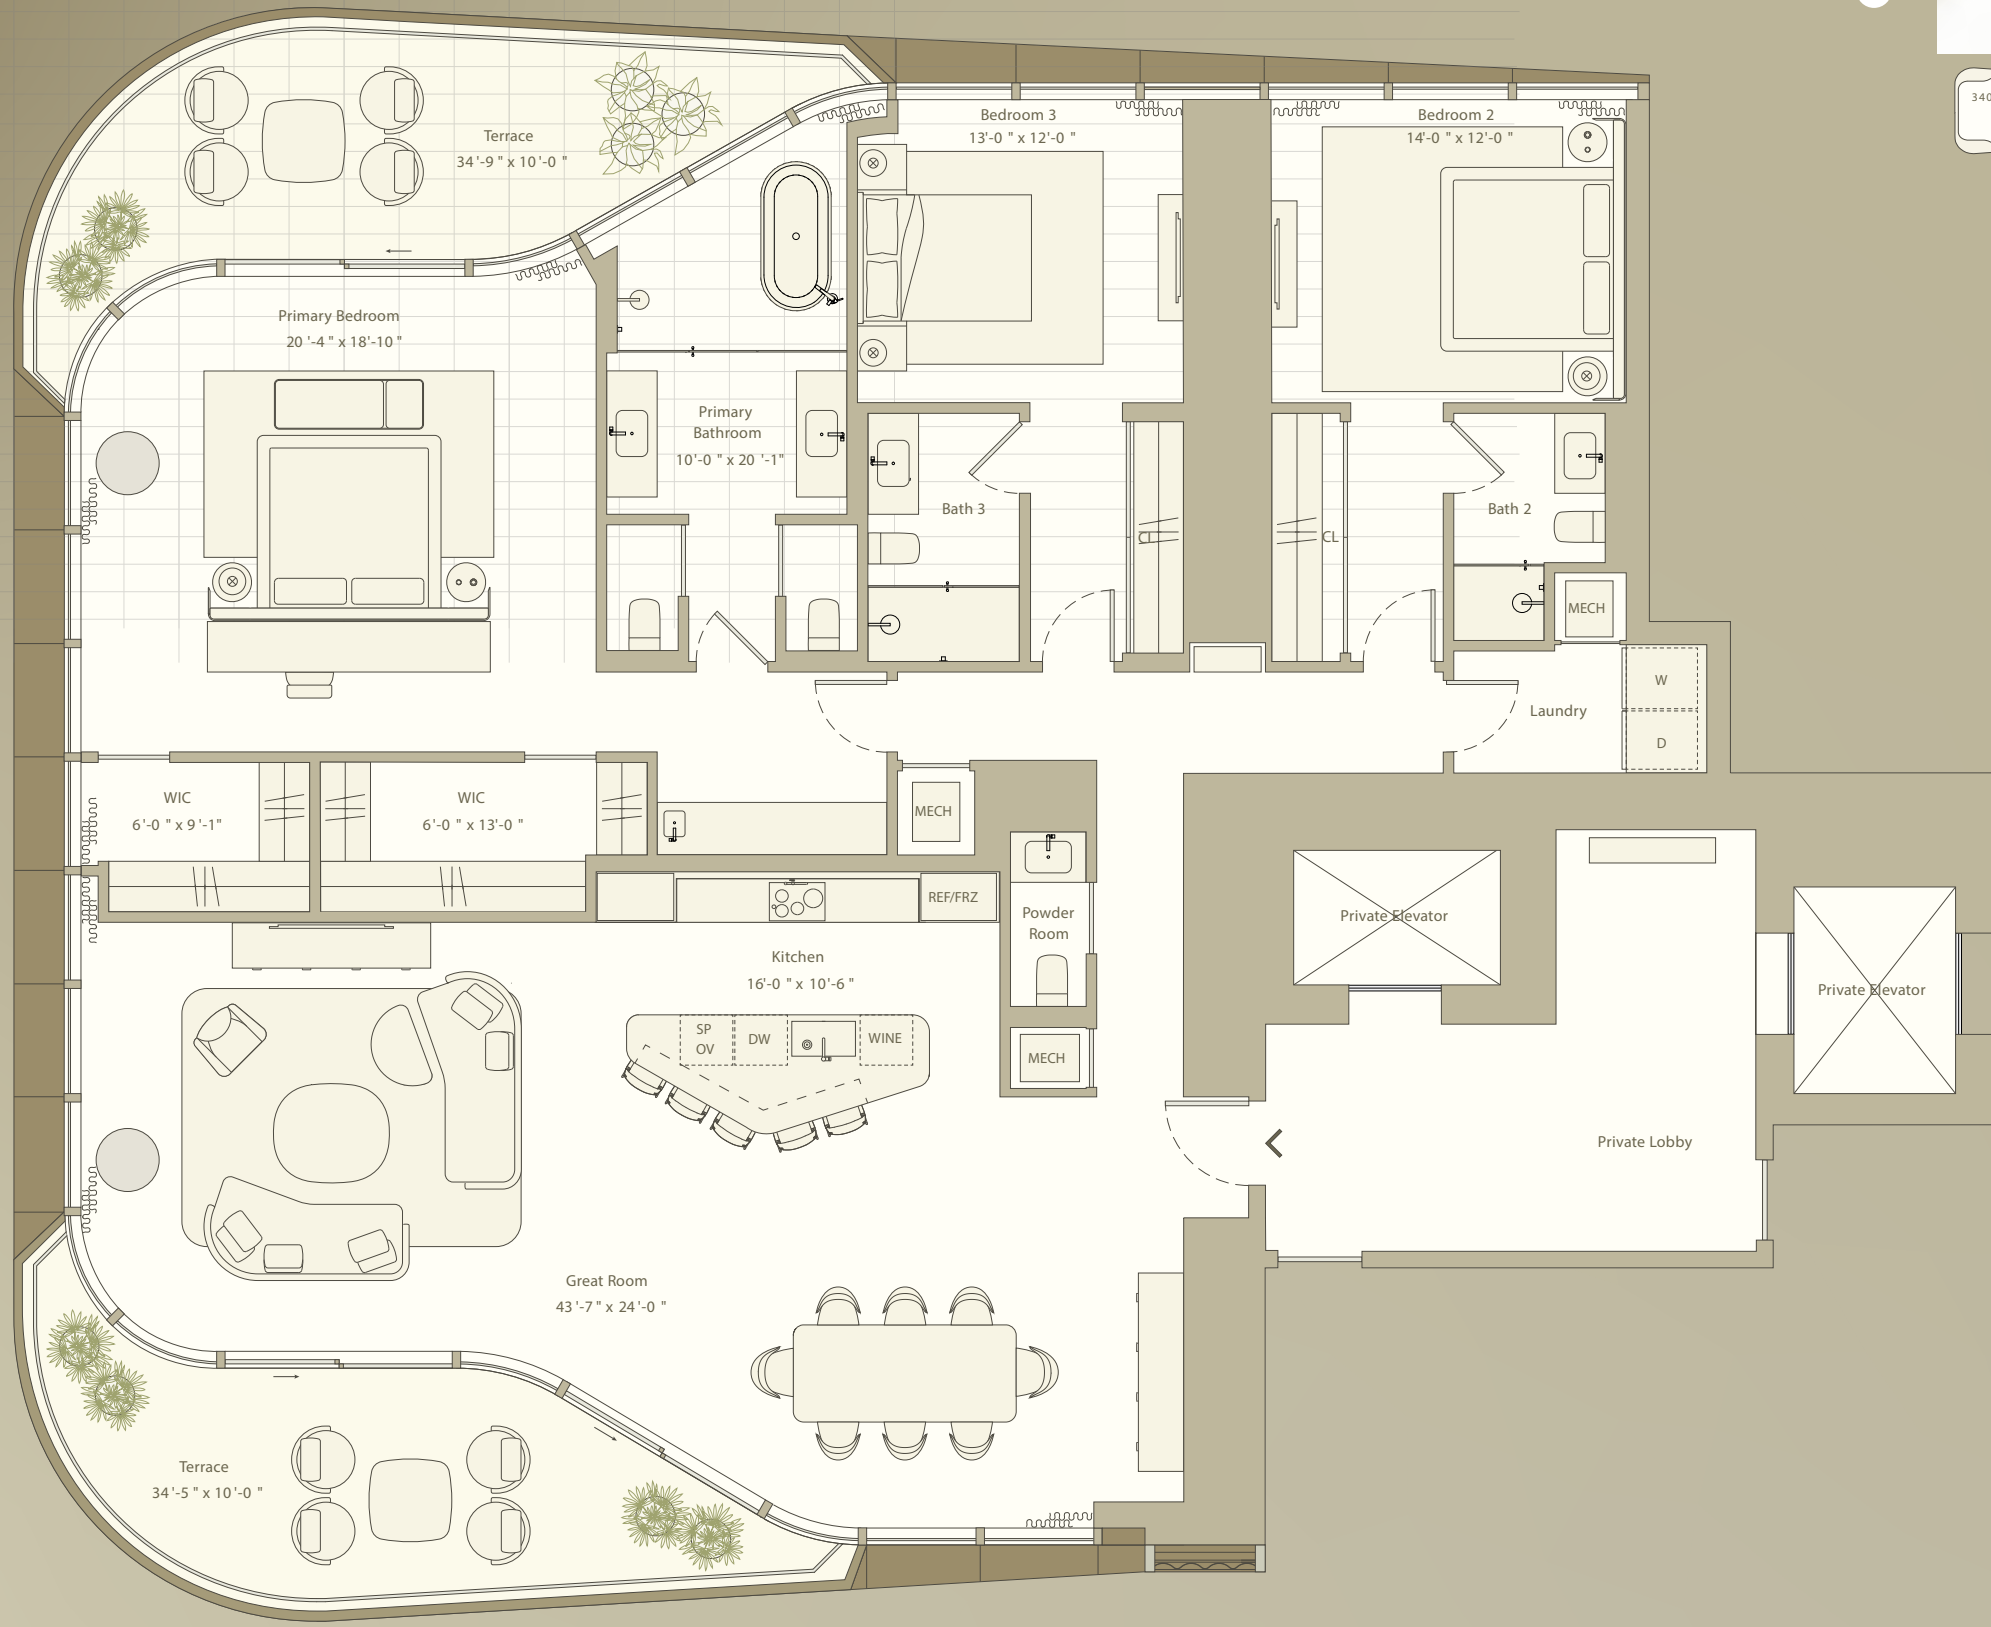 340
Terrace
34'-9" x 10'-0"
Bedroom 3
13'-0" x 12'-0"
Bedroom 2
14'-0" x 12'-0"
Primary Bedroom
20'-4" x 18'-10"
Primary
Bathroom
10'-0" x 20'-1"
Bath 3
CL
CL
Bath 2
MECH
W
Laundry
D
WIC
6'-0" x 9'-1"
WIC
6'-0" x 13'-0"
MECH
REF/FRZ
Powder
Room
Private Elevator
Kitchen
16'-0" x 10'-6"
Private Elevator
SP
OV
DW
WINE
MECH
Private Lobby
Great Room
43'-7" x 24'-0"
Terrace
34'-5" x 10'-0"